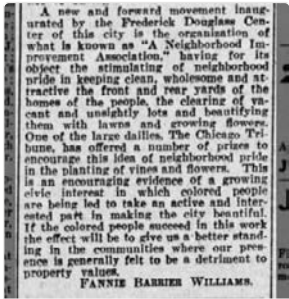 A new and forward movement inaug-
urated by the Frederick Douglass Cen-
ter of this city is the organization of
what is known as "A Neighborhood Im-
provement Association," having for its
object the stimulating of neighborhood
pride in keeping clean, wholesome and at-
tractive the front and rear yards of the
homes of the people, the clearing of va-
cant and unsightly lots and beautifying
them with lawns and growing flowers.
One of the large dailies, The Chicago Tri-
bune, has offered a number of prizes to
encourage this idea of neighborhood pride
in the planting of vines and flowers. This
is an encouraging evidence of a growing
civic interest in which colored people
are being led to take an active and inter-
ested part in making the city beautiful.
If the colored people succeed in this work
the effect will be to give us a better stand-
ing in the communities where our pres-
ence is generally felt to be a detriment to
property values.
FANNIE BARRIER WILLIAMS.